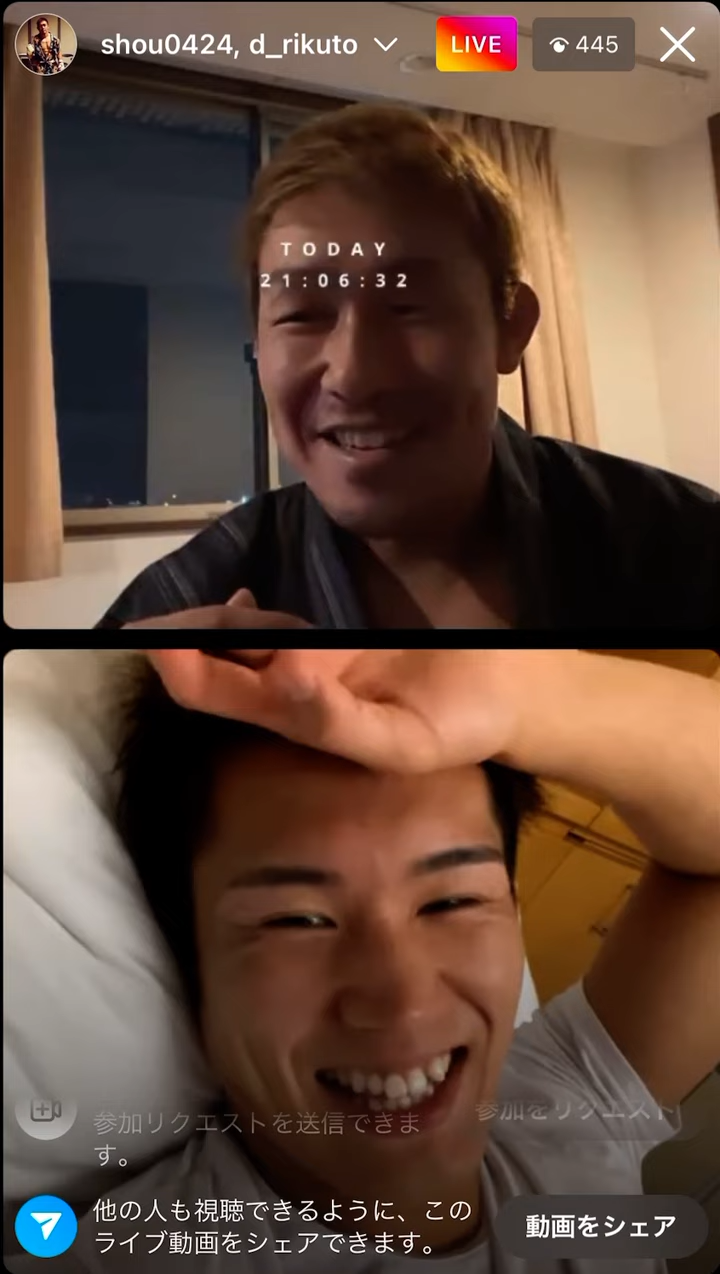 shou0424, d_rikuto
LIVE
445
TODAY
21:06:32
参加リクエストを送信できま
す。
参加をリクエスト
他の人も視聴できるように、この
ライブ動画をシェアできます。
動画をシェア